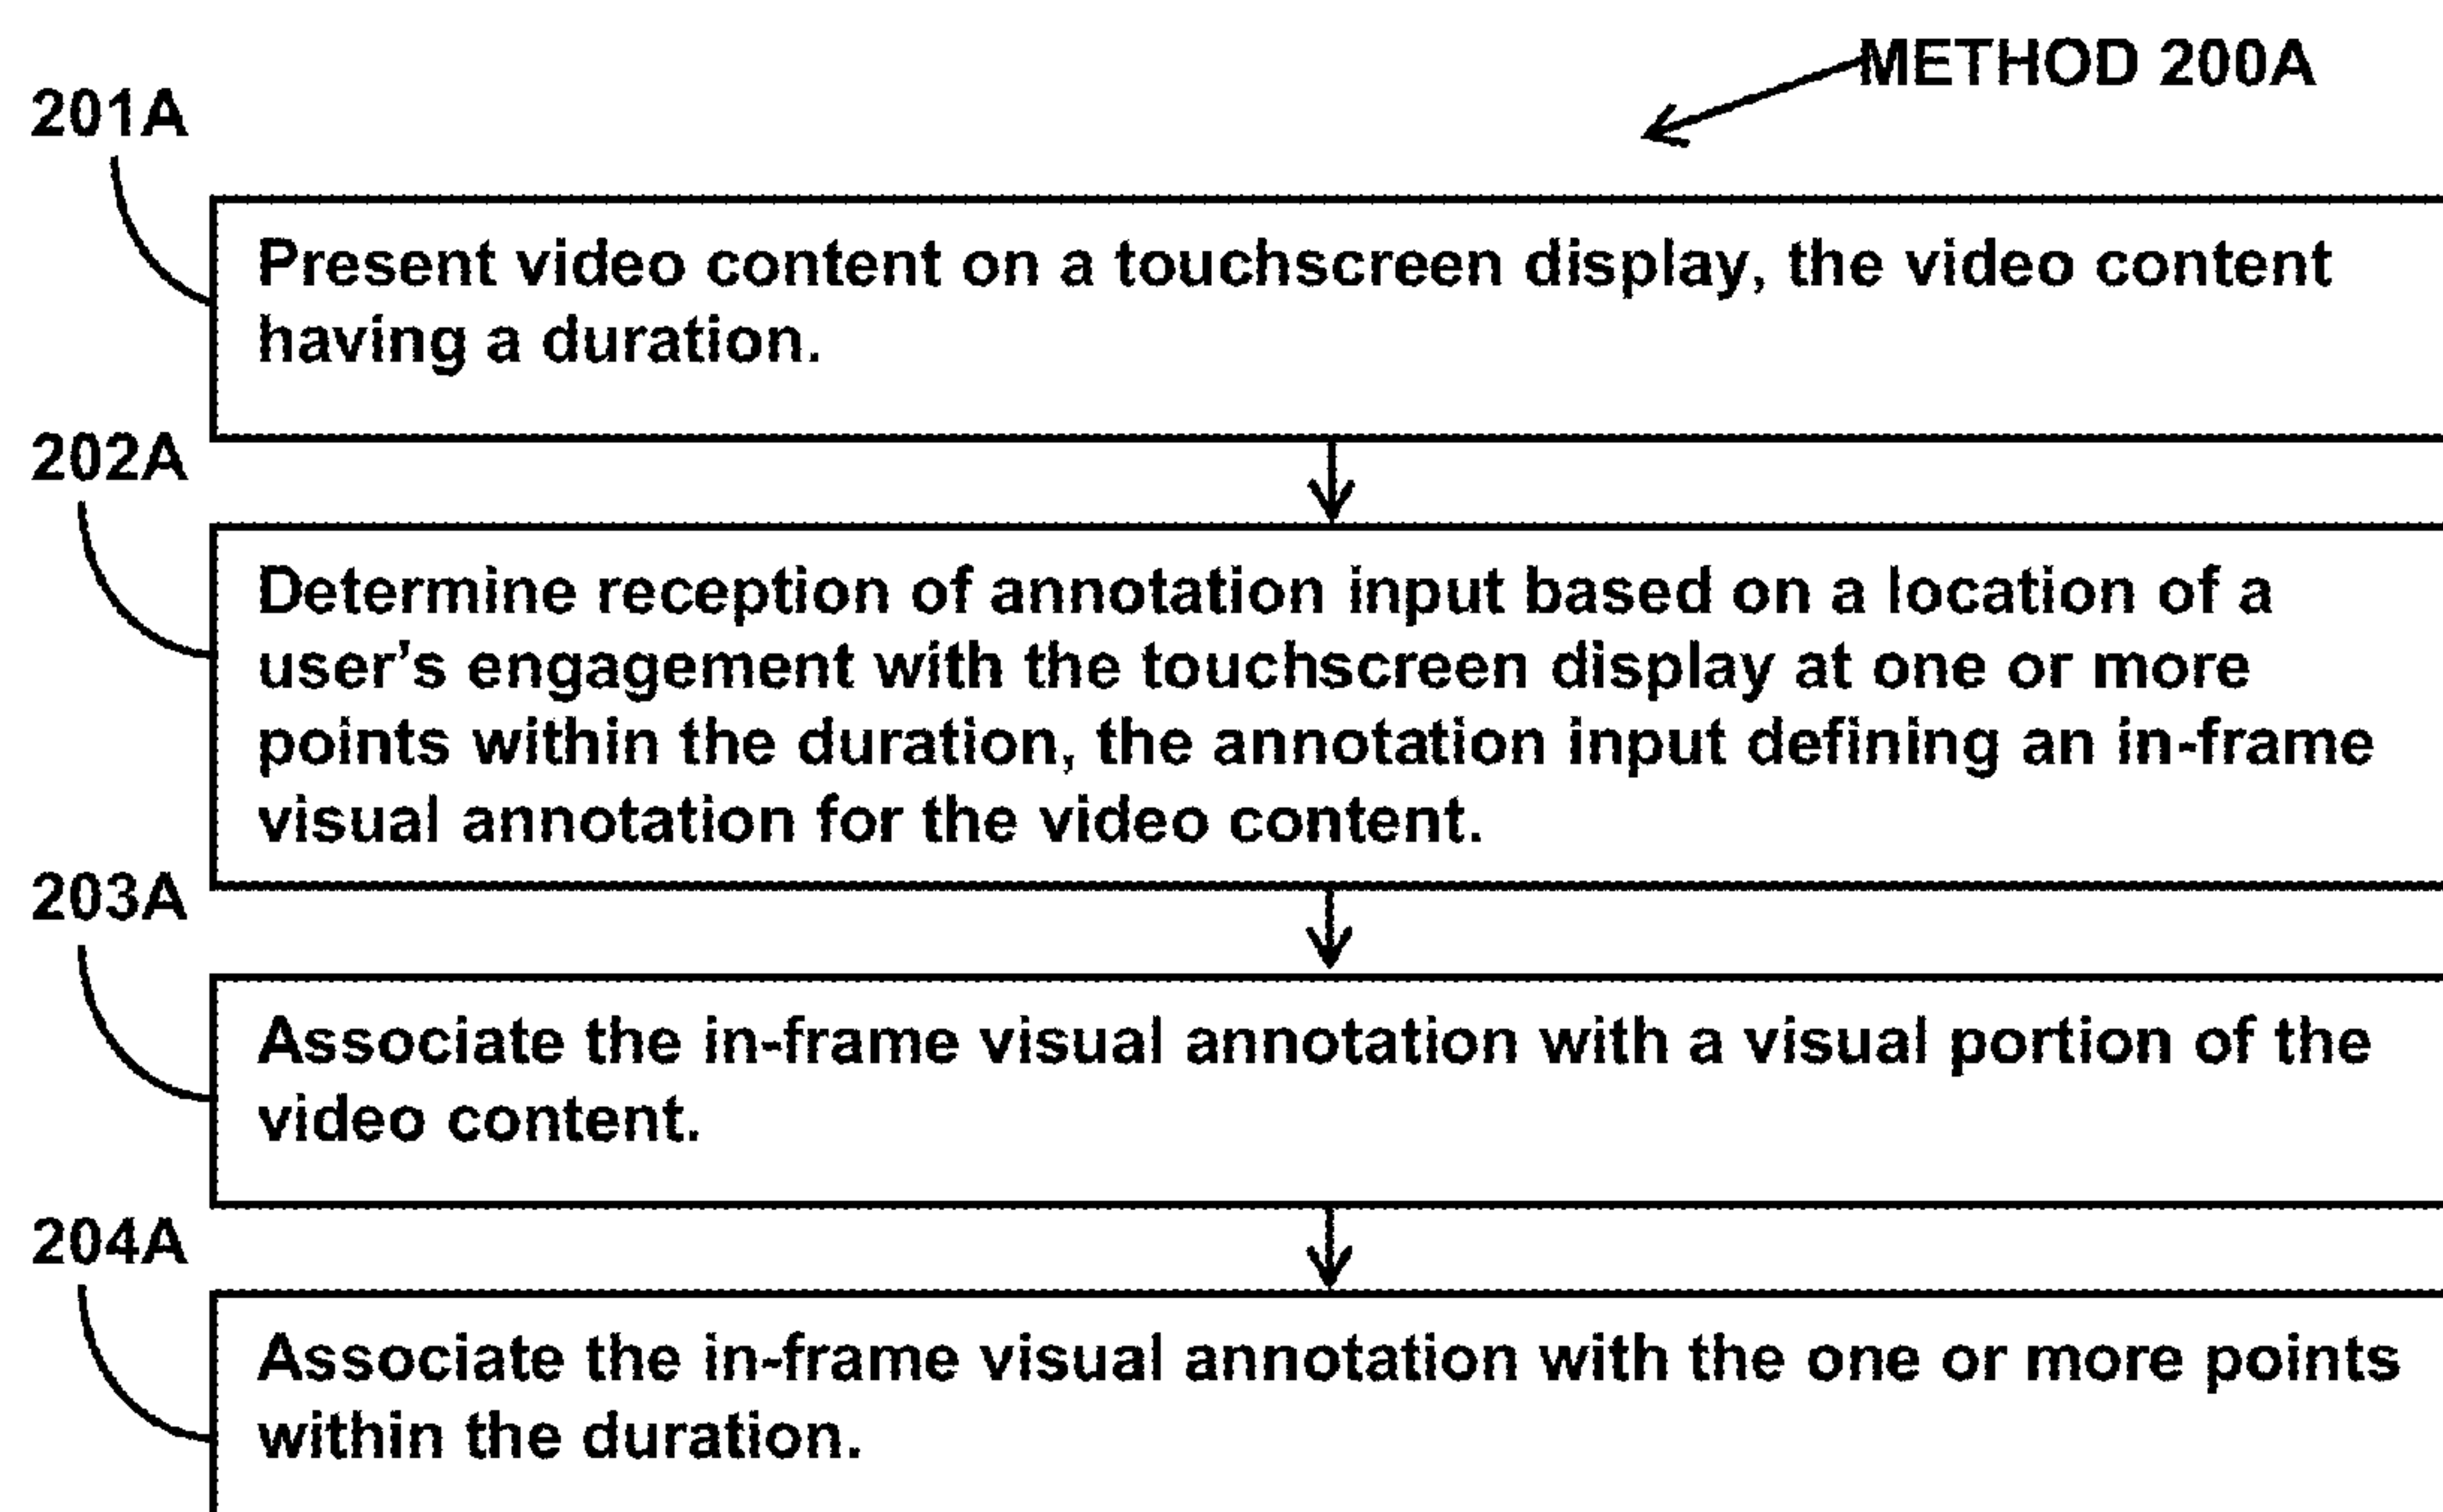 METHOD 200A
201A
Present video content on a touchscreen display, the video content
having a duration.
202A
Determine reception of annotation input based on a location of a
user's engagement with the touchscreen display at one or more
points within the duration, the annotation input defining an in-frame
visual annotation for the video content.
203A
Associate the in-frame visual annotation with a visual portion of the
video content.
204A
Associate the in-frame visual annotation with the one or more points
within the duration.